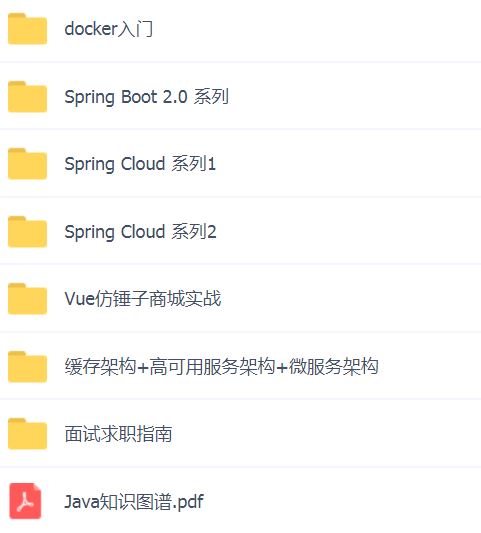 docker入门
Spring Boot 2.0 系列
Spring Cloud 系列1
Spring Cloud 系列2
Vue仿锤子商城实战
缓存架构+高可用服务架构+微服务架构
面试求职指南
Java知识图谱.pdf